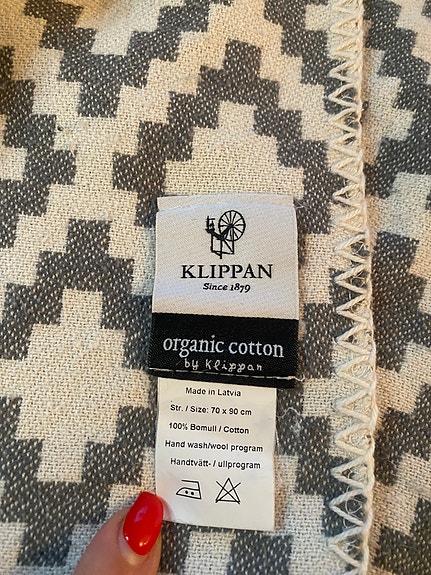 KLIPPAN
Since 1879
organic cotton
by klippan
Made in Latvia
Str. / Size: 70 x 90 cm
100% Bomull / Cotton
Hand wash/wool program
Handtvätt- / ullprogram